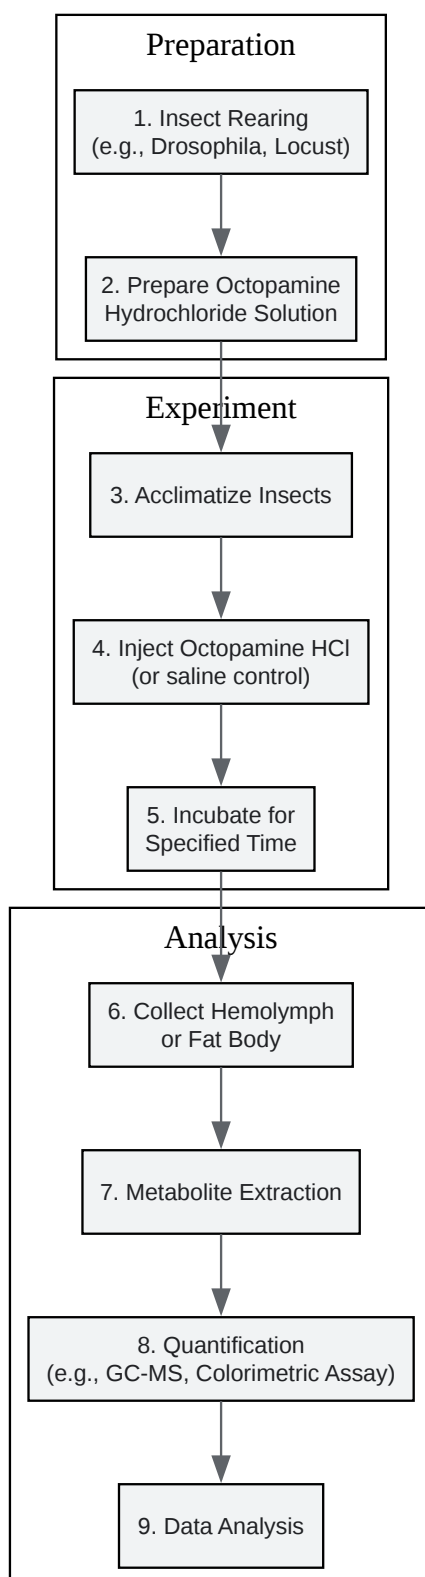 Preparation
1. Insect Rearing
(e.g., Drosophila, Locust)
2. Prepare Octopamine
Hydrochloride Solution
Experiment
3. Acclimatize Insects
4. Inject Octopamine HCl
(or saline control)
5. Incubate for
Specified Time
Analysis
6. Collect Hemolymph
or Fat Body
7. Metabolite Extraction
8. Quantification
(e.g., GC-MS, Colorimetric Assay)
9. Data Analysis